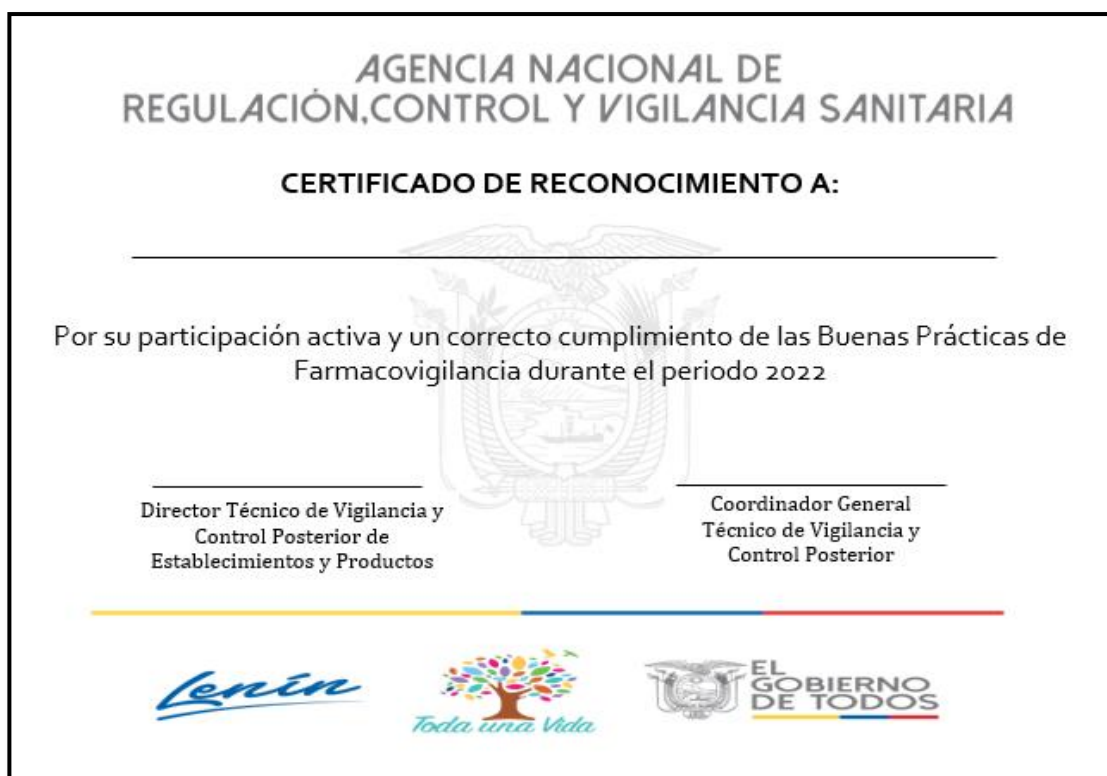 AGENCIA NACIONAL DE
REGULACIÓN,CONTROL Y VIGILANCIA SANITARIA
CERTIFICADO DE RECONOCIMIENTO A:
Por su participación activa y un correcto cumplimiento de las Buenas Prácticas de
Farmacovigilancia durante el periodo 2022
Director Técnico de Vigilancia y
Control Posterior de
Establecimientos y Productos
Coordinador General
Técnico de Vigilancia y
Control Posterior
Lenín
Toda una Vida
EL
GOBIERNO
DE TODOS